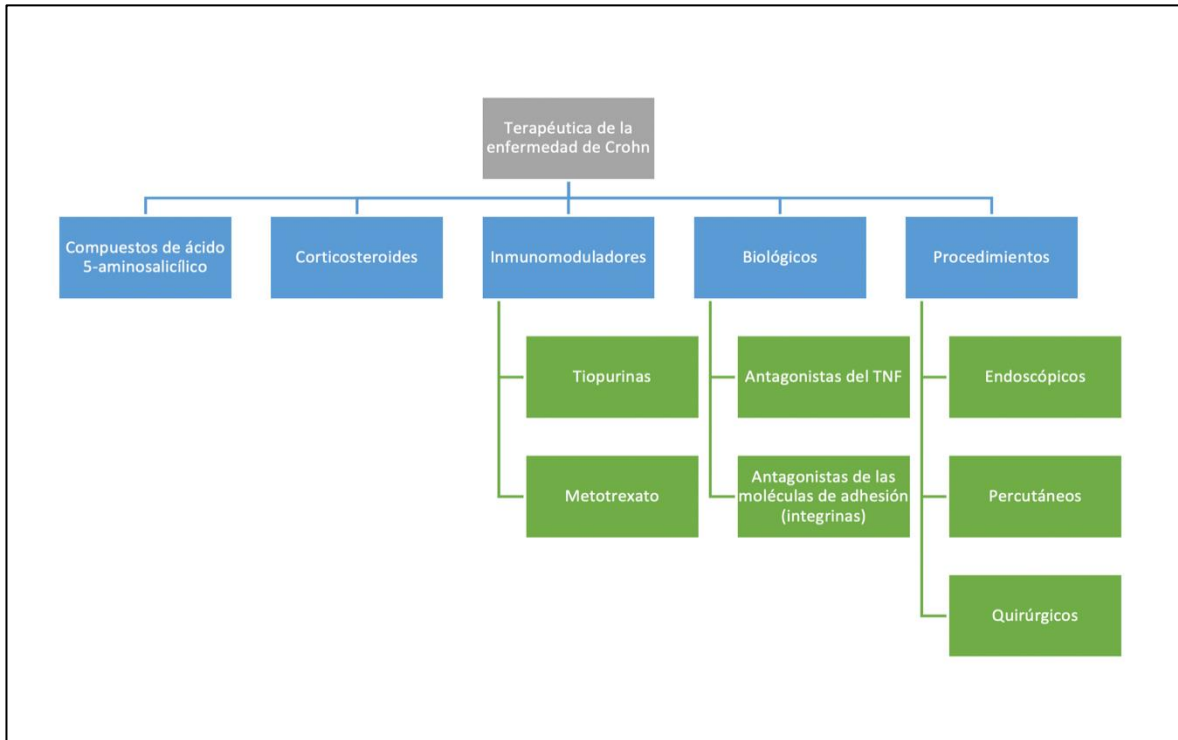 Terapéutica de la
enfermedad de Crohn
Compuestos de ácido
5-aminosalicílico
Corticosteroides
Inmunomoduladores
Biológicos
Procedimientos
Tiopurinas
Antagonistas del TNF
Endoscópicos
Metotrexato
Antagonistas de las
moléculas de adhesión
(integrinas)
Percutáneos
Quirúrgicos